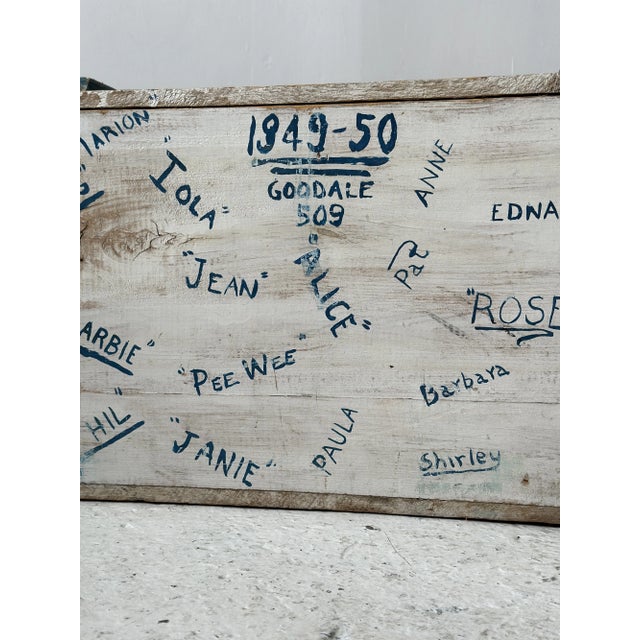 "IOLA"
1949-50
GOODALE
509
ANNE
EDNA
Pat
"JEAN"
"ALICE"
"ROSE
ARBIE"
"PEE WEE"
Barbara
HIL"
"JANIE"
PAULA
Shirley